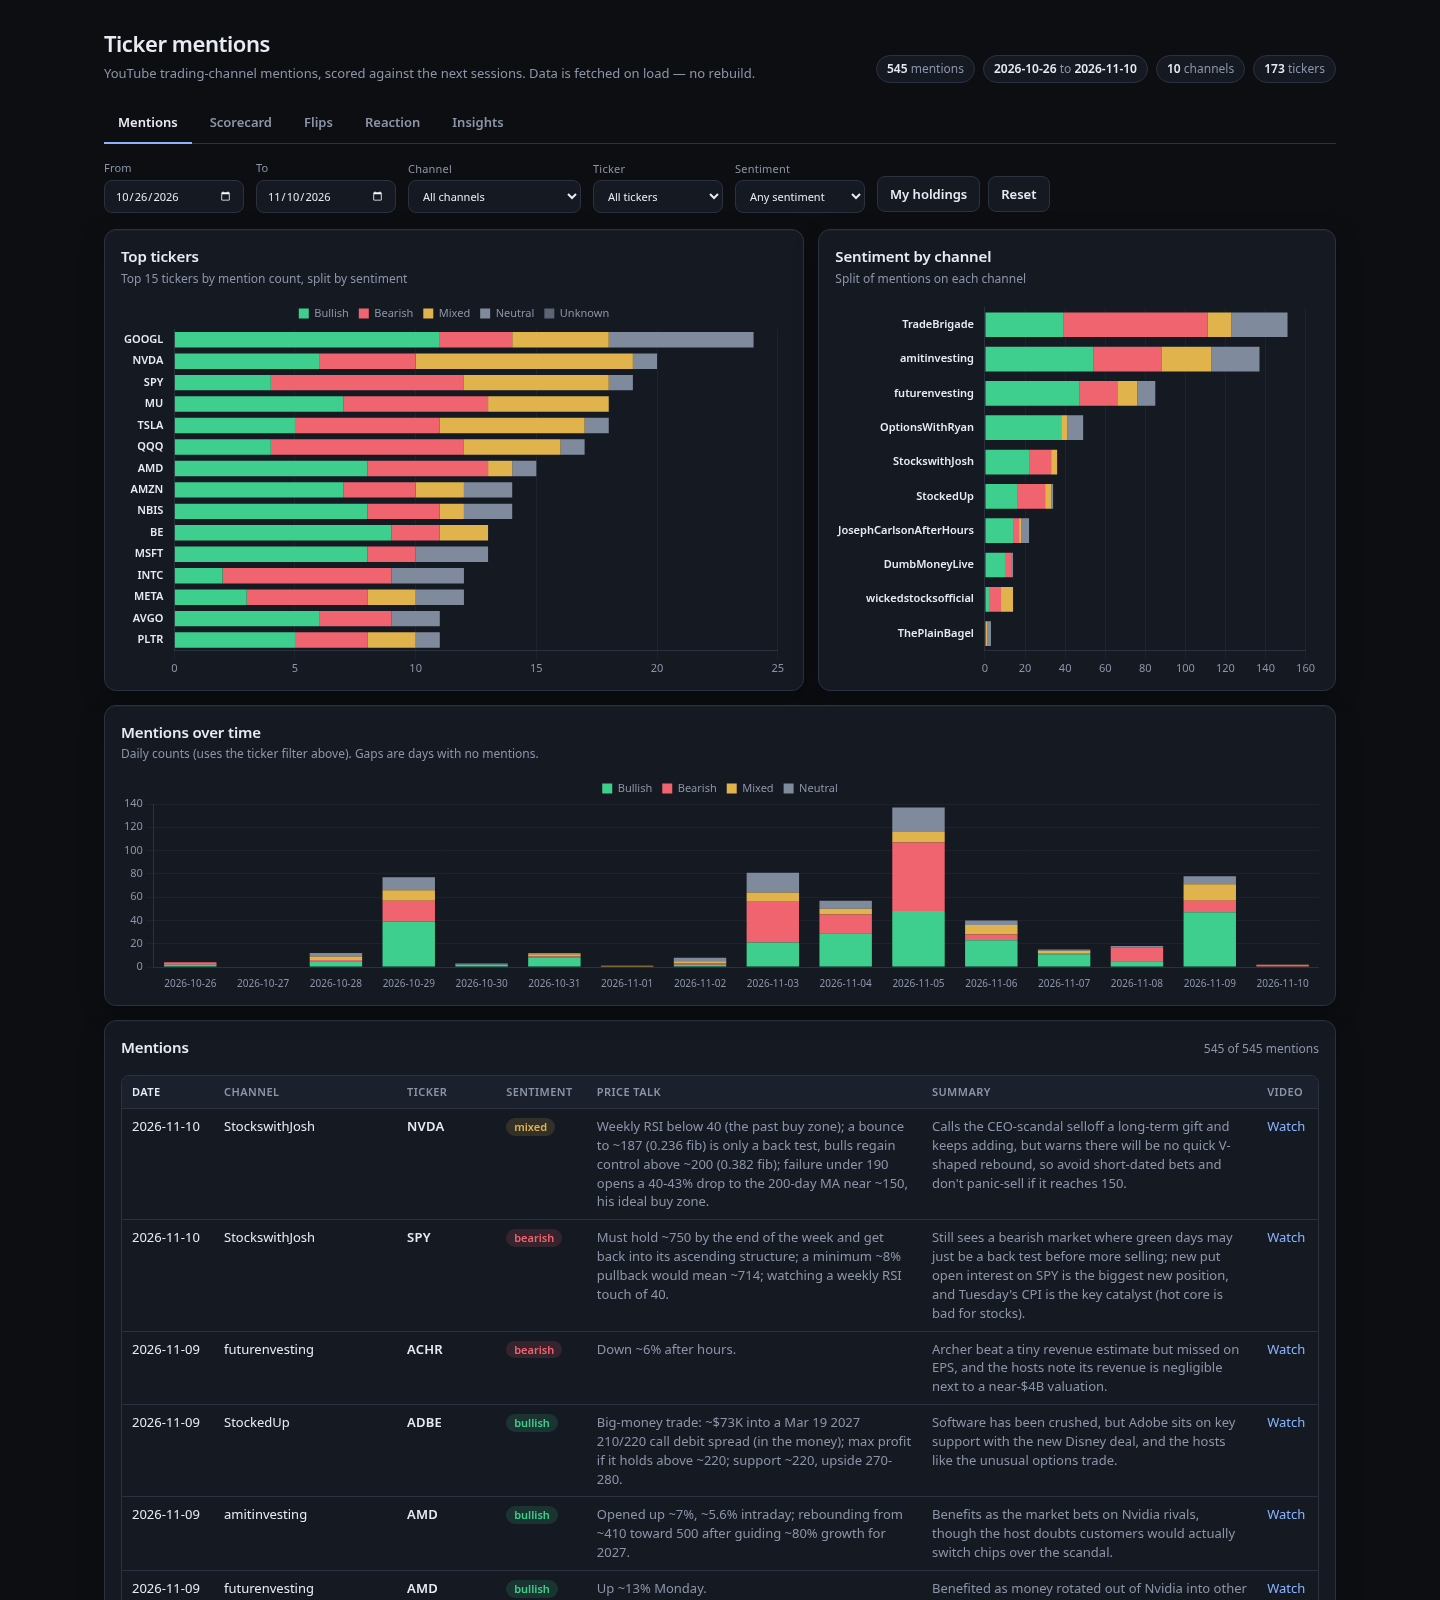 Ticker mentions
YouTube trading-channel mentions, scored against the next sessions. Data is fetched on load — no rebuild.
545 mentions
2026-10-26 to 2026-11-10
10 channels
173 tickers
Mentions
Scorecard
Flips
Reaction
Insights
From
To
Channel
Ticker
Sentiment
10/26/2026
11/10/2026
All channels
All tickers
Any sentiment
My holdings
Reset
Top tickers
Top 15 tickers by mention count, split by sentiment
Bullish
Bearish
Mixed
Neutral
Unknown
GOOGL
NVDA
SPY
MU
TSLA
QQQ
AMD
AMZN
NBIS
BE
MSFT
INTC
META
AVGO
PLTR
0
5
10
15
20
25
Sentiment by channel
Split of mentions on each channel
TradeBrigade
amitinvesting
futurenvesting
OptionsWithRyan
StockswithJosh
StockedUp
JosephCarlsonAfterHours
DumbMoneyLive
wickedstocksofficial
ThePlainBagel
0
20
40
60
80
100
120
140
160
Mentions over time
Daily counts (uses the ticker filter above). Gaps are days with no mentions.
Bullish
Bearish
Mixed
Neutral
140
120
100
80
60
40
20
0
2026-10-26
2026-10-27
2026-10-28
2026-10-29
2026-10-30
2026-10-31
2026-11-01
2026-11-02
2026-11-03
2026-11-04
2026-11-05
2026-11-06
2026-11-07
2026-11-08
2026-11-09
2026-11-10
Mentions
545 of 545 mentions
DATE
CHANNEL
TICKER
SENTIMENT
PRICE TALK
SUMMARY
VIDEO
2026-11-10
StockswithJosh
NVDA
mixed
Weekly RSI below 40 (the past buy zone); a bounce
to ~187 (0.236 fib) is only a back test, bulls regain
control above ~200 (0.382 fib); failure under 190
opens a 40-43% drop to the 200-day MA near ~150,
his ideal buy zone.
Calls the CEO-scandal selloff a long-term gift and
keeps adding, but warns there will be no quick V-
shaped rebound, so avoid short-dated bets and
don't panic-sell if it reaches 150.
Watch
2026-11-10
StockswithJosh
SPY
bearish
Must hold ~750 by the end of the week and get
back into its ascending structure; a minimum ~8%
pullback would mean ~714; watching a weekly RSI
touch of 40.
Still sees a bearish market where green days may
just be a back test before more selling; new put
open interest on SPY is the biggest new position,
and Tuesday's CPI is the key catalyst (hot core is
bad for stocks).
Watch
2026-11-09
futurenvesting
ACHR
bearish
Down ~6% after hours.
Archer beat a tiny revenue estimate but missed on
EPS, and the hosts note its revenue is negligible
next to a near-$4B valuation.
Watch
2026-11-09
StockedUp
ADBE
bullish
Big-money trade: ~$73K into a Mar 19 2027
210/220 call debit spread (in the money); max profit
if it holds above ~220; support ~220, upside 270-
280.
Software has been crushed, but Adobe sits on key
support with the new Disney deal, and the hosts
like the unusual options trade.
Watch
2026-11-09
amitinvesting
AMD
bullish
Opened up ~7%, ~5.6% intraday; rebounding from
~410 toward 500 after guiding ~80% growth for
2027.
Benefits as the market bets on Nvidia rivals,
though the host doubts customers would actually
switch chips over the scandal.
Watch
2026-11-09
futurenvesting
AMD
bullish
Up ~13% Monday.
Benefited as money rotated out of Nvidia into other
Watch